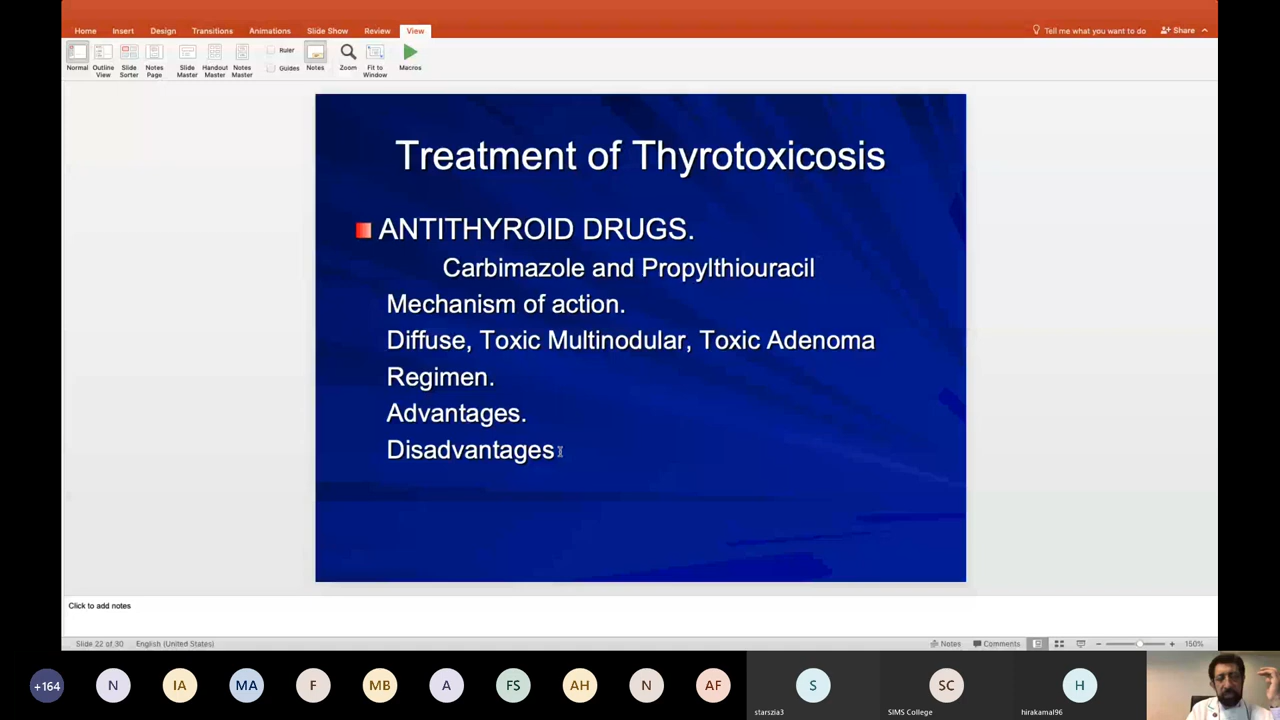 Home Insert Design Transitions Animations Slide Show Review View Tell me what you want to do Share
Normal Outline View Slide Sorter Notes Page Slide Master Handout Master Notes Master Ruler Guides Notes Zoom Fit to Window Macros
Treatment of Thyrotoxicosis
ANTITHYROID DRUGS.
Carbimazole and Propylthiouracil
Mechanism of action.
Diffuse, Toxic Multinodular, Toxic Adenoma
Regimen.
Advantages.
Disadvantages
Click to add notes
Slide 22 of 30 English (United States) Notes Comments 150%
+164 N IA MA F MB A FS AH N AF S SC H
starszia3 SIMS College hirakamal96